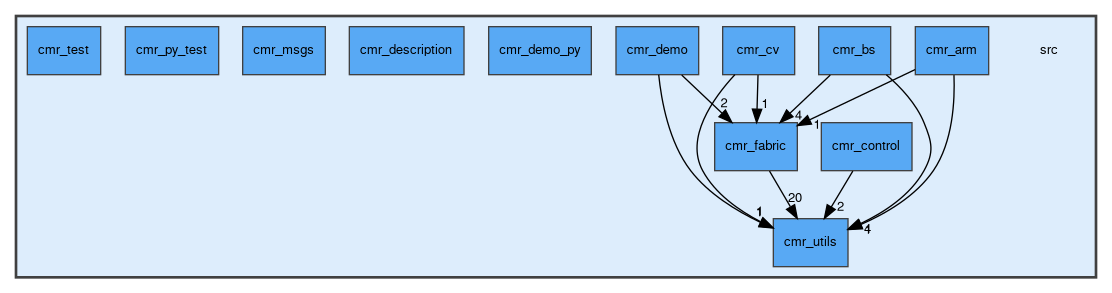 cmr_test
cmr_py_test
cmr_msgs
cmr_description
cmr_demo_py
cmr_demo
cmr_cv
cmr_bs
cmr_arm
src
2
1
4
1
cmr_fabric
cmr_control
20
2
1
4
cmr_utils